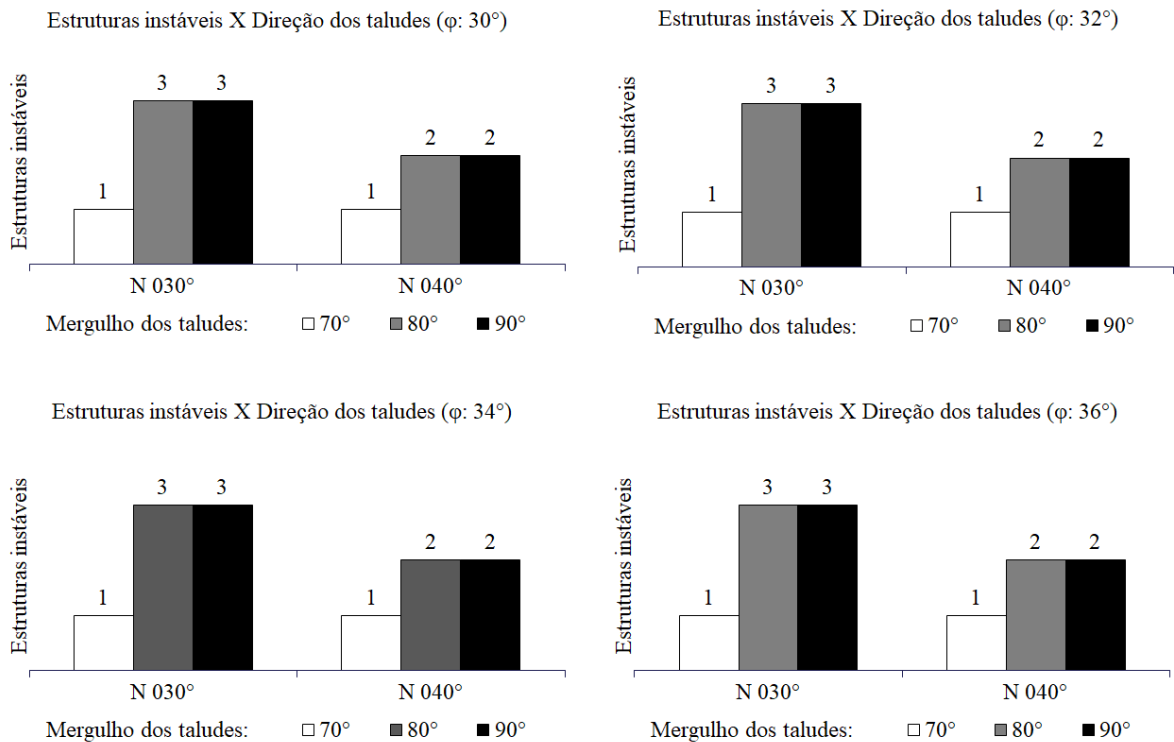 Estruturas instáveis X Direção dos taludes (φ: 30°)
Estruturas instáveis
1 3 3 1 2 2
N 030° N 040°
Mergulho dos taludes: 70° 80° 90°
Estruturas instáveis X Direção dos taludes (φ: 32°)
Estruturas instáveis
1 3 3 1 2 2
N 030° N 040°
Mergulho dos taludes: 70° 80° 90°
Estruturas instáveis X Direção dos taludes (φ: 34°)
Estruturas instáveis
1 3 3 1 2 2
N 030° N 040°
Mergulho dos taludes: 70° 80° 90°
Estruturas instáveis X Direção dos taludes (φ: 36°)
Estruturas instáveis
1 3 3 1 2 2
N 030° N 040°
Mergulho dos taludes: 70° 80° 90°